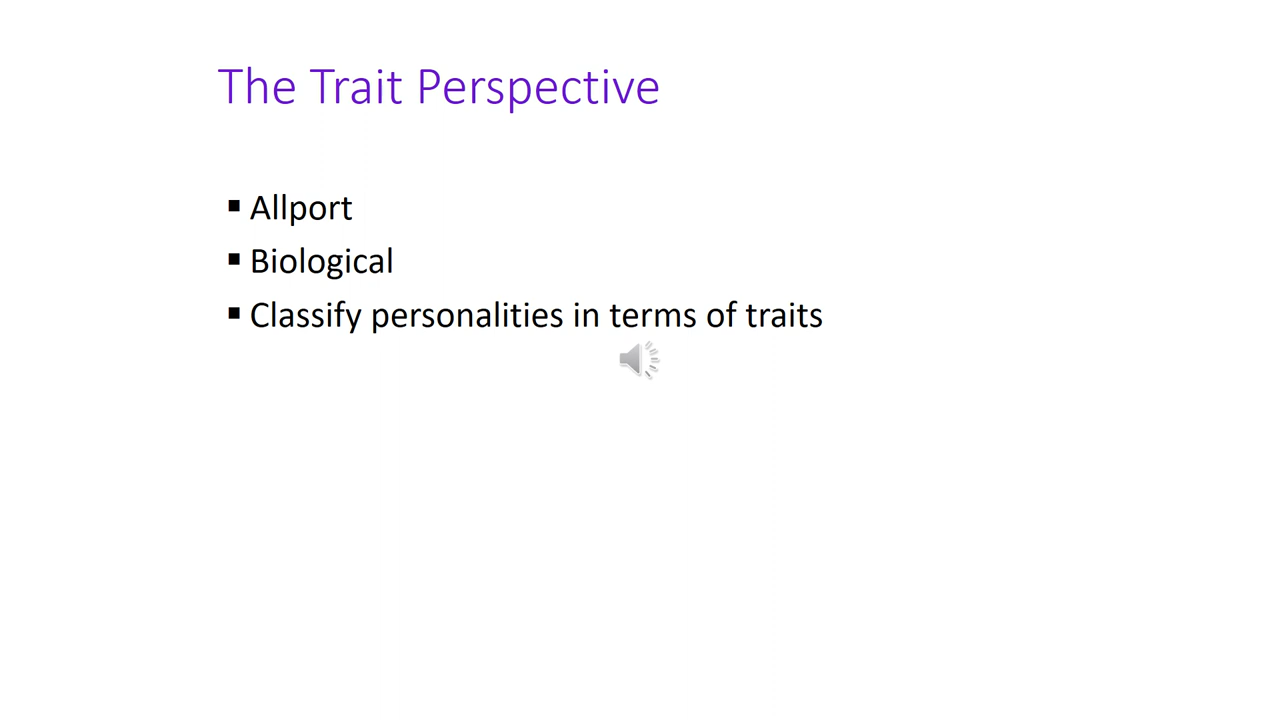 The Trait Perspective
▪ Allport
▪ Biological
▪ Classify personalities in terms of traits